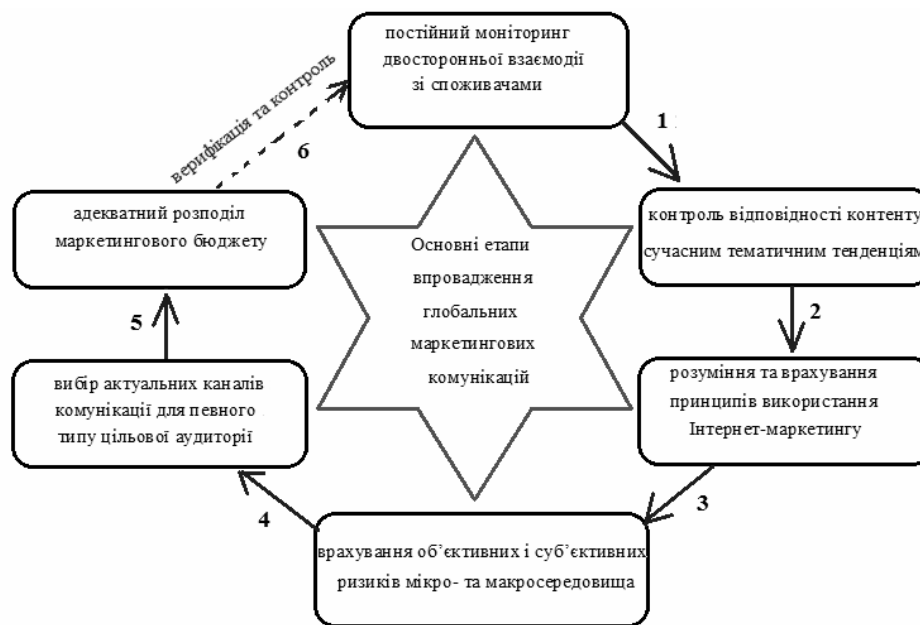 постійний моніторинг
двосторонньої взаємодії
зі споживачами
1
контроль відповідності контенту
сучасним тематичним тенденціям
2
розуміння та врахування
принципів використання
Інтернет-маркетингу
3
врахування об’єктивних і суб’єктивних
ризиків мікро- та макросередовища
4
вибір актуальних каналів
комунікації для певного
типу цільової аудиторії
5
адекватний розподіл
маркетингового бюджету
верифікація та контроль
6
Основні етапи
впровадження
глобальних
маркетингових
комунікацій